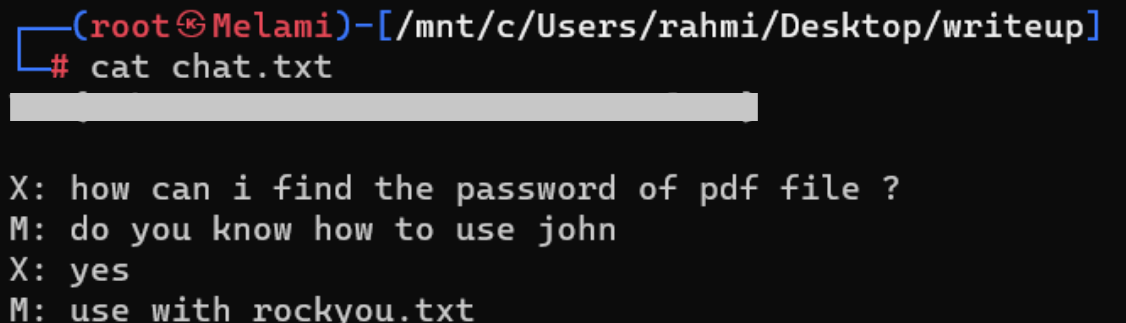 ┌──(root㉿Melami)-[/mnt/c/Users/rahmi/Desktop/writeup]
└─# cat chat.txt
X: how can i find the password of pdf file ?
M: do you know how to use john
X: yes
M: use with rockyou.txt